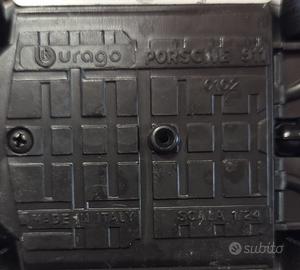 burago PORSCHE 911
0102
MADE IN ITALY SCALA 1/24
subito